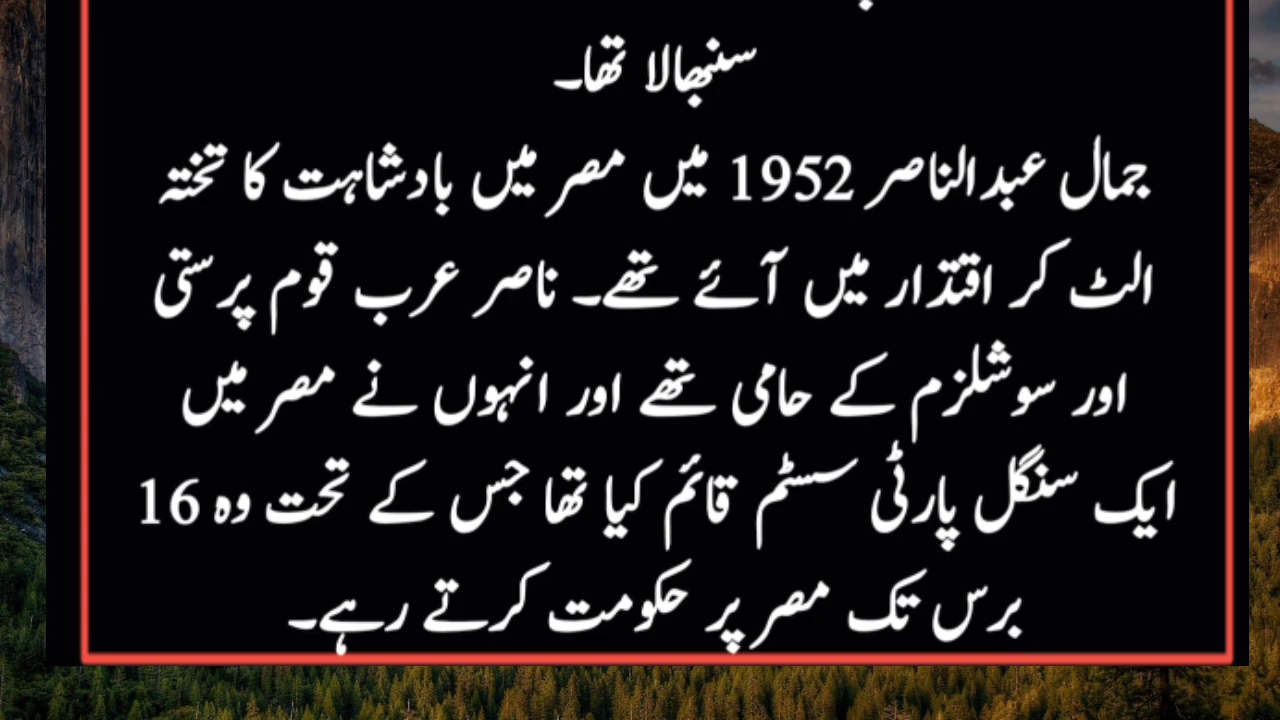 سنبھالا تھا۔
جمال عبدالناصر 1952 میں مصر میں بادشاہت کا تختہ
الٹ کر اقتدار میں آئے تھے۔ ناصر عرب قوم پرستی
اور سوشلزم کے حامی تھے اور انہوں نے مصر میں
ایک سنگل پارٹی سسٹم قائم کیا تھا جس کے تحت وہ 16
برس تک مصر پر حکومت کرتے رہے۔